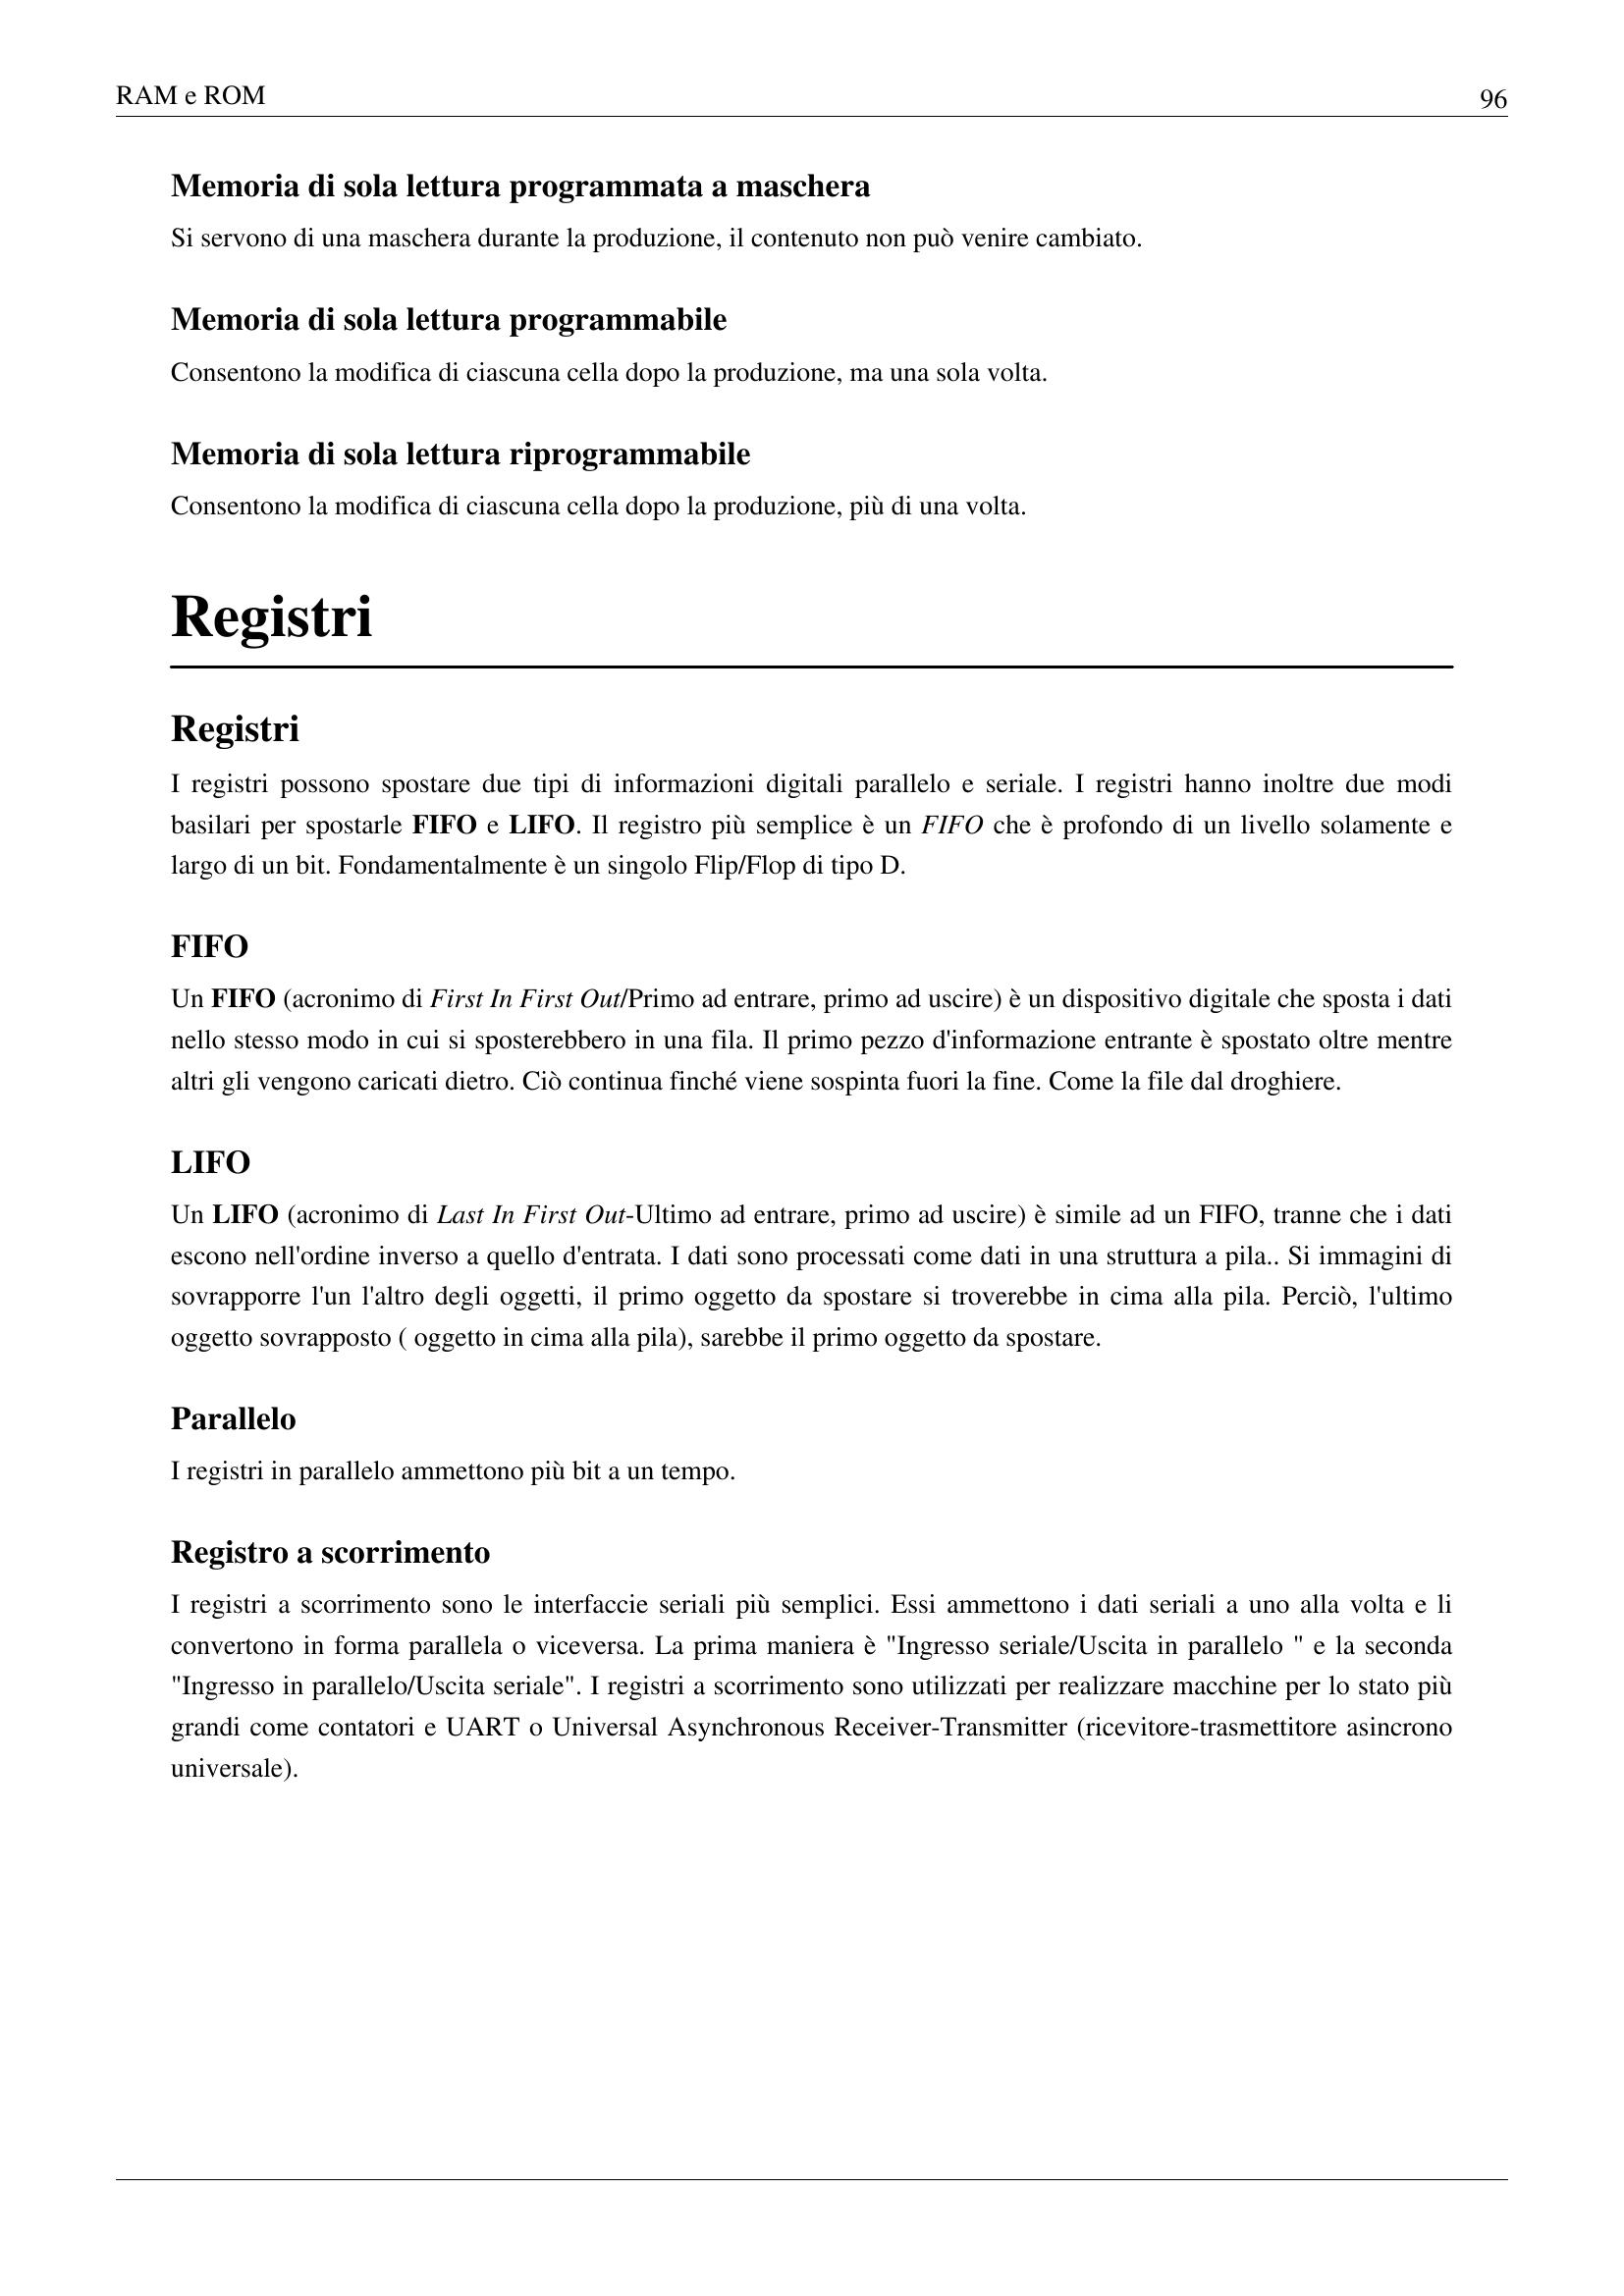 RAM e ROM 96
Memoria di sola lettura programmata a maschera
Si servono di una maschera durante la produzione, il contenuto non può venire cambiato.
Memoria di sola lettura programmabile
Consentono la modifica di ciascuna cella dopo la produzione, ma una sola volta.
Memoria di sola lettura riprogrammabile
Consentono la modifica di ciascuna cella dopo la produzione, più di una volta.
Registri
Registri
I registri possono spostare due tipi di informazioni digitali parallelo e seriale. I registri hanno inoltre due modi
basilari per spostarle FIFO e LIFO. Il registro più semplice è un FIFO che è profondo di un livello solamente e
largo di un bit. Fondamentalmente è un singolo Flip/Flop di tipo D.
FIFO
Un FIFO (acronimo di First In First Out/Primo ad entrare, primo ad uscire) è un dispositivo digitale che sposta i dati
nello stesso modo in cui si sposterebbero in una fila. Il primo pezzo d'informazione entrante è spostato oltre mentre
altri gli vengono caricati dietro. Ciò continua finché viene sospinta fuori la fine. Come la file dal droghiere.
LIFO
Un LIFO (acronimo di Last In First Out-Ultimo ad entrare, primo ad uscire) è simile ad un FIFO, tranne che i dati
escono nell'ordine inverso a quello d'entrata. I dati sono processati come dati in una struttura a pila.. Si immagini di
sovrapporre l'un l'altro degli oggetti, il primo oggetto da spostare si troverebbe in cima alla pila. Perciò, l'ultimo
oggetto sovrapposto ( oggetto in cima alla pila), sarebbe il primo oggetto da spostare.
Parallelo
I registri in parallelo ammettono più bit a un tempo.
Registro a scorrimento
I registri a scorrimento sono le interfaccie seriali più semplici. Essi ammettono i dati seriali a uno alla volta e li
convertono in forma parallela o viceversa. La prima maniera è "Ingresso seriale/Uscita in parallelo " e la seconda
"Ingresso in parallelo/Uscita seriale". I registri a scorrimento sono utilizzati per realizzare macchine per lo stato più
grandi come contatori e UART o Universal Asynchronous Receiver-Transmitter (ricevitore-trasmettitore asincrono
universale).